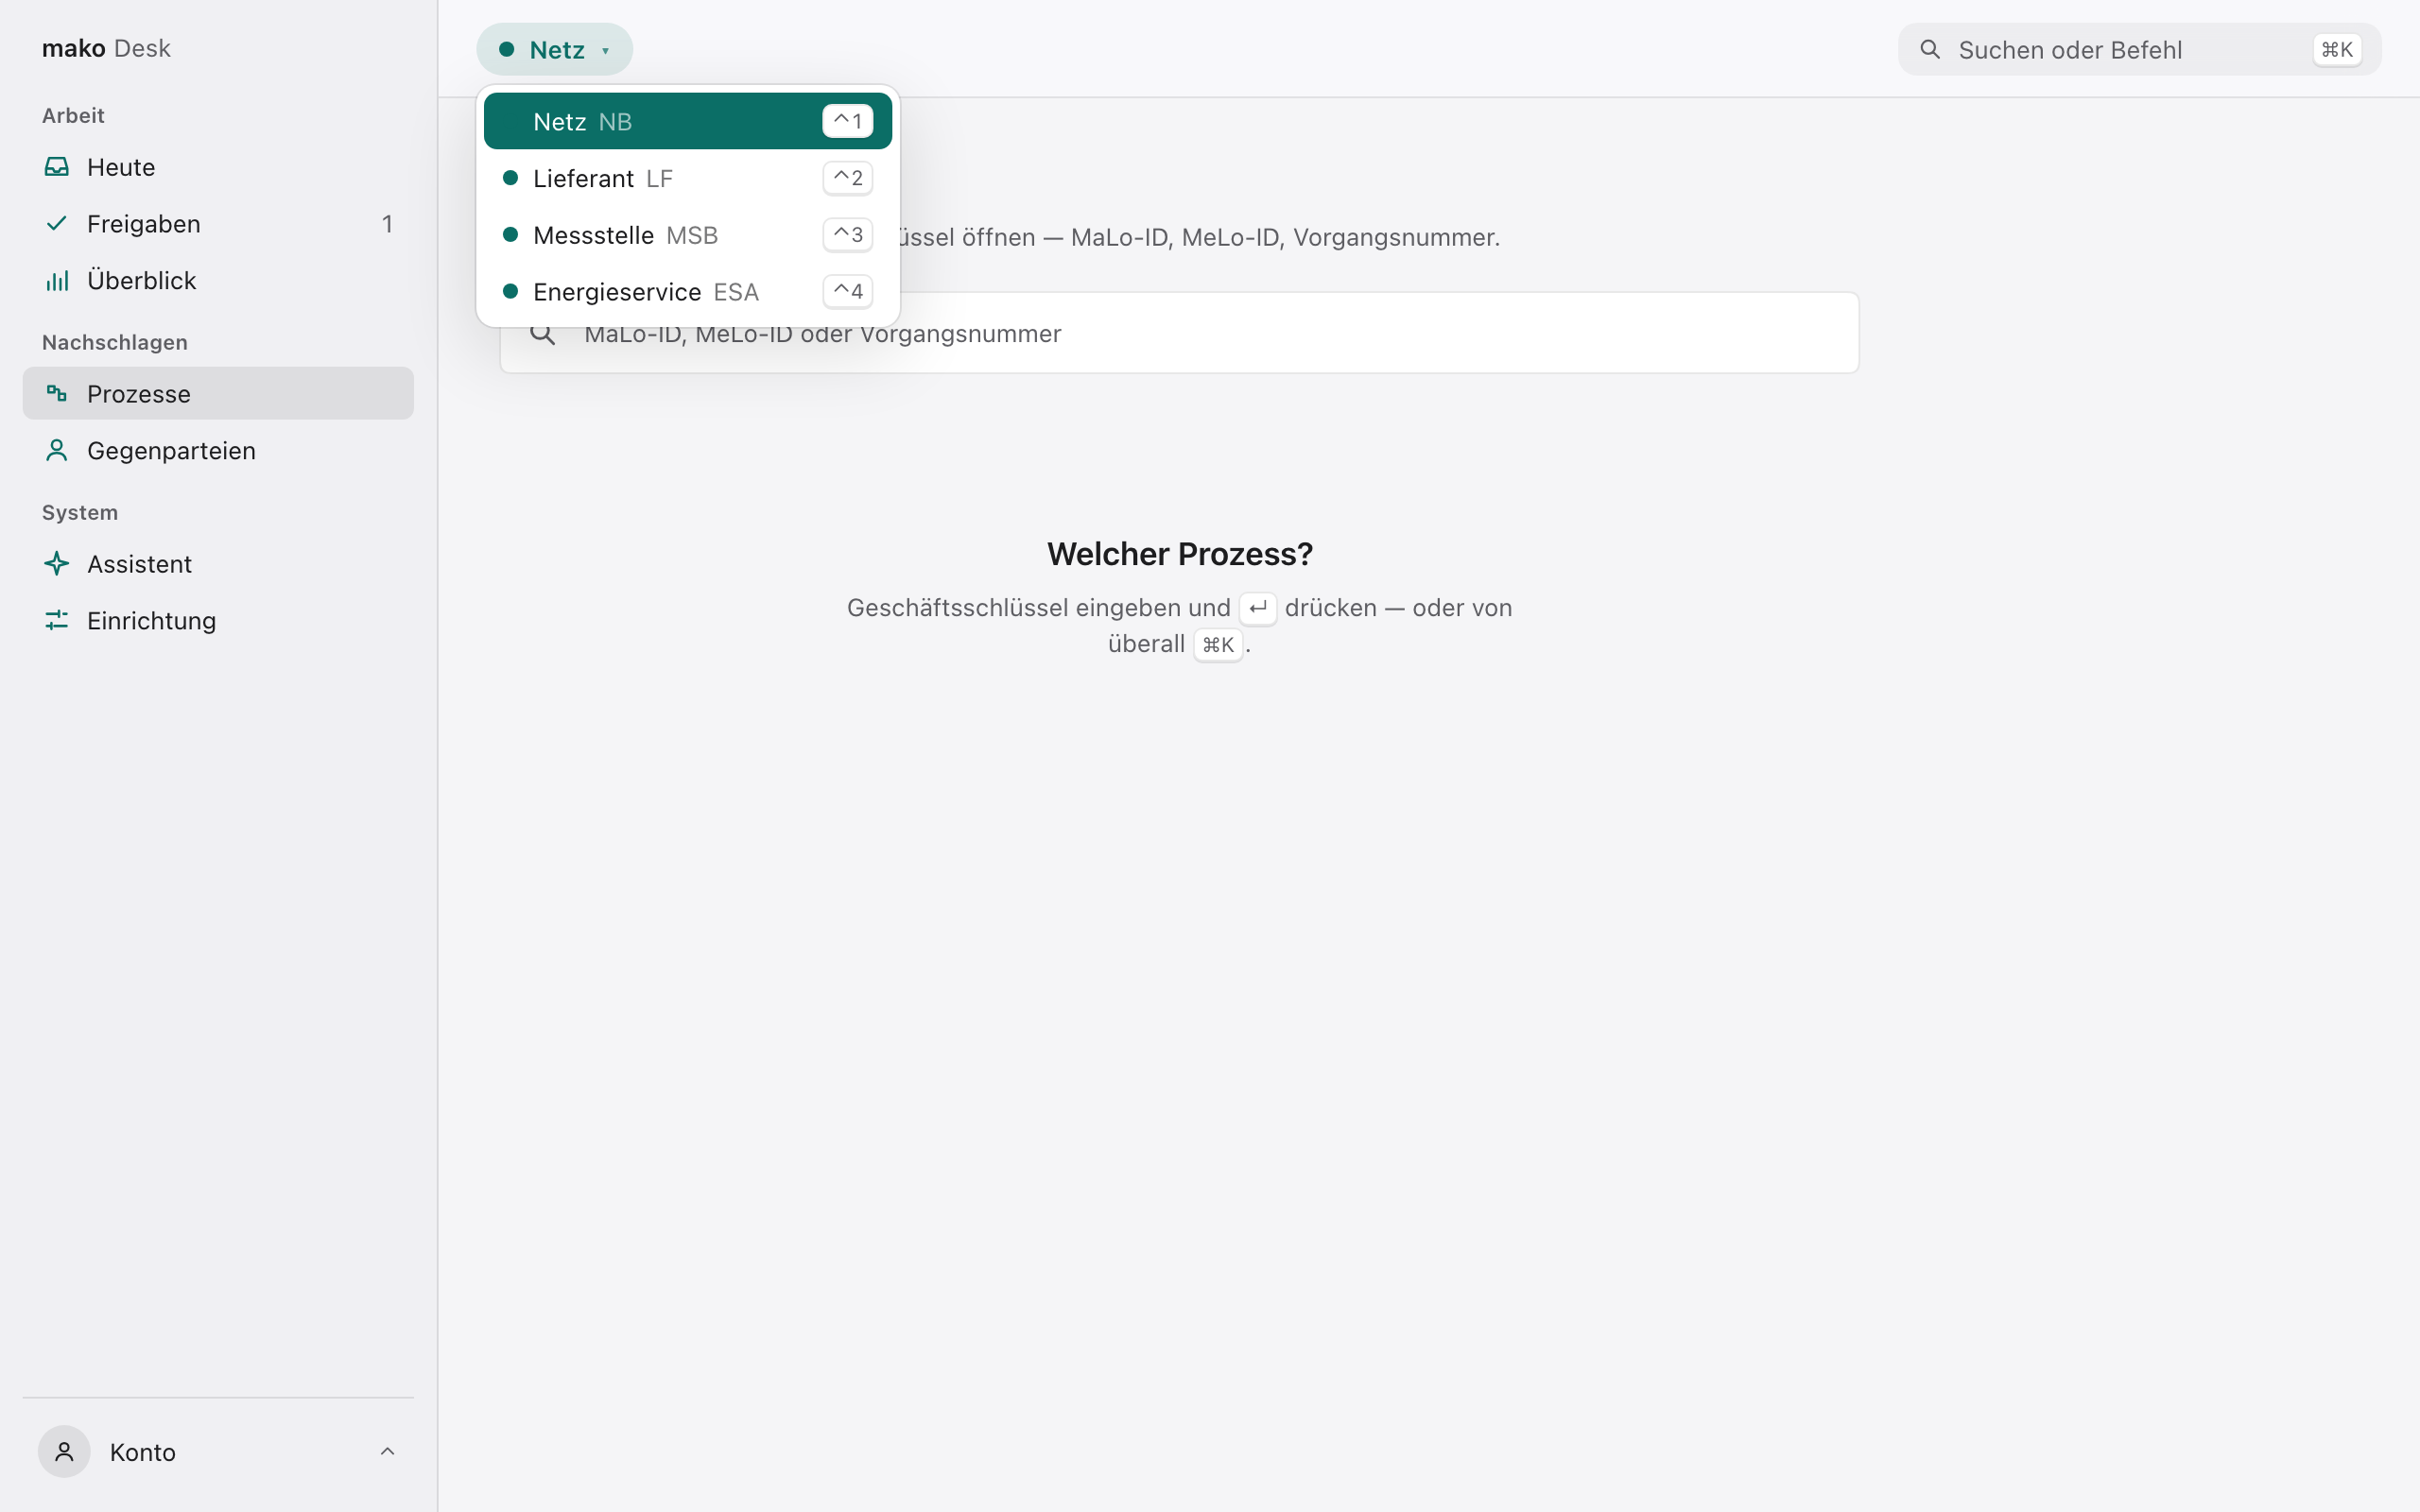 mako Desk
Arbeit
Heute
Freigaben 1
Überblick
Nachschlagen
Prozesse
Gegenparteien
System
Assistent
Einrichtung
Konto
Netz
Suchen oder Befehl ⌘K
Netz NB ^1
Lieferant LF ^2
Messstelle MSB ^3
Energieservice ESA ^4
öffnen — MaLo-ID, MeLo-ID, Vorgangsnummer.
MaLo-ID, MeLo-ID oder Vorgangsnummer
Welcher Prozess?
Geschäftsschlüssel eingeben und ↵ drücken — oder von
überall ⌘K.